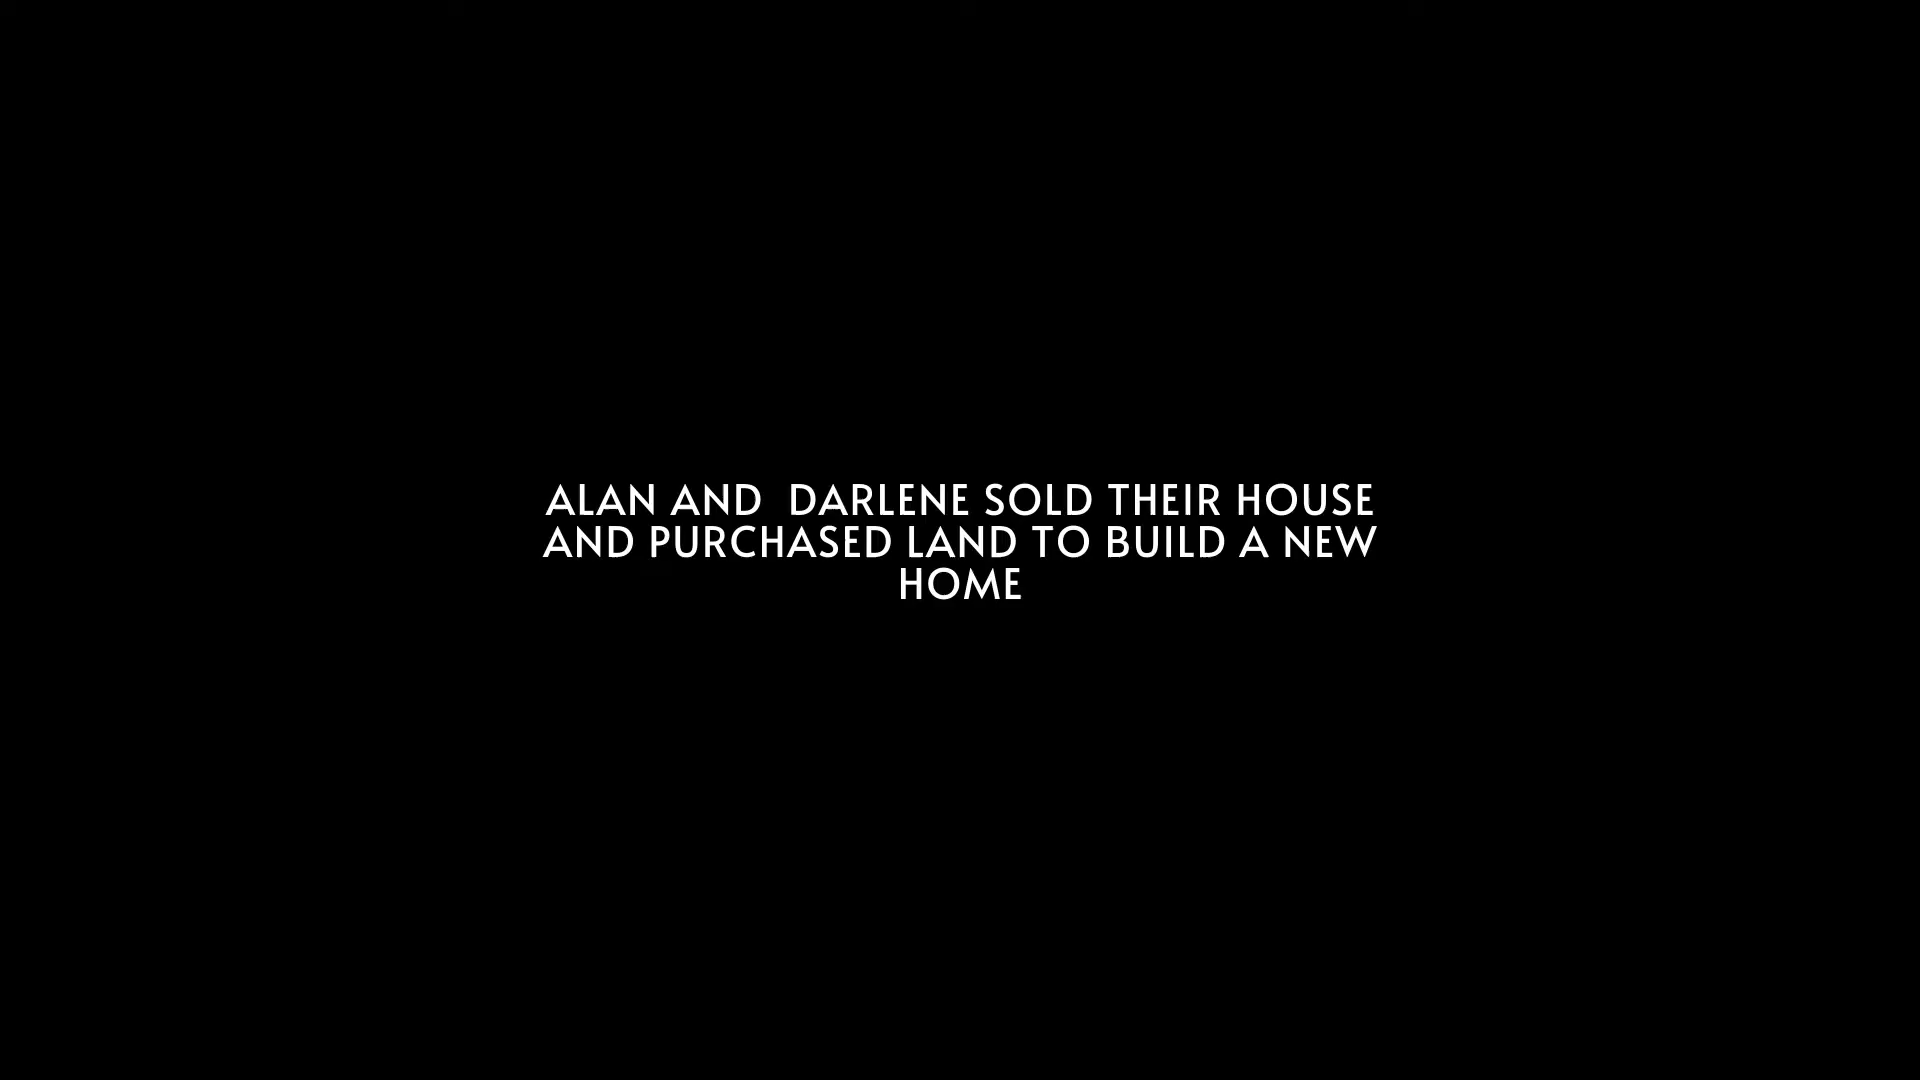 ALAN AND  DARLENE SOLD THEIR HOUSE
AND PURCHASED LAND TO BUILD A NEW
HOME